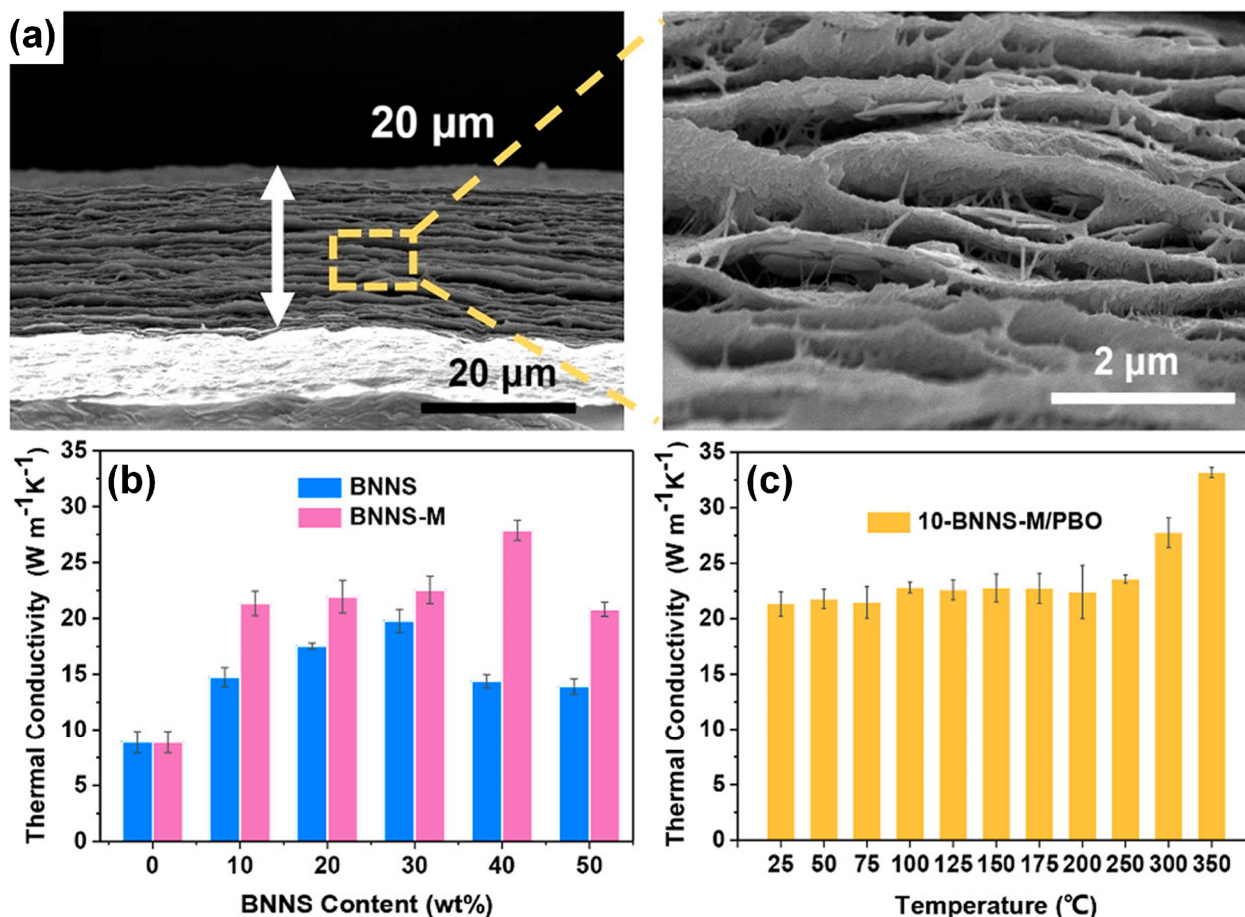 (a)
20 µm
20 µm
2 µm
(b)
Thermal Conductivity (W m⁻¹K⁻¹)
35
30
25
20
15
10
5
0
BNNS
BNNS-M
0 10 20 30 40 50
BNNS Content (wt%)
(c)
Thermal Conductivity (W m⁻¹K⁻¹)
35
30
25
20
15
10
5
0
10-BNNS-M/PBO
25 50 75 100 125 150 175 200 250 300 350
Temperature (℃)